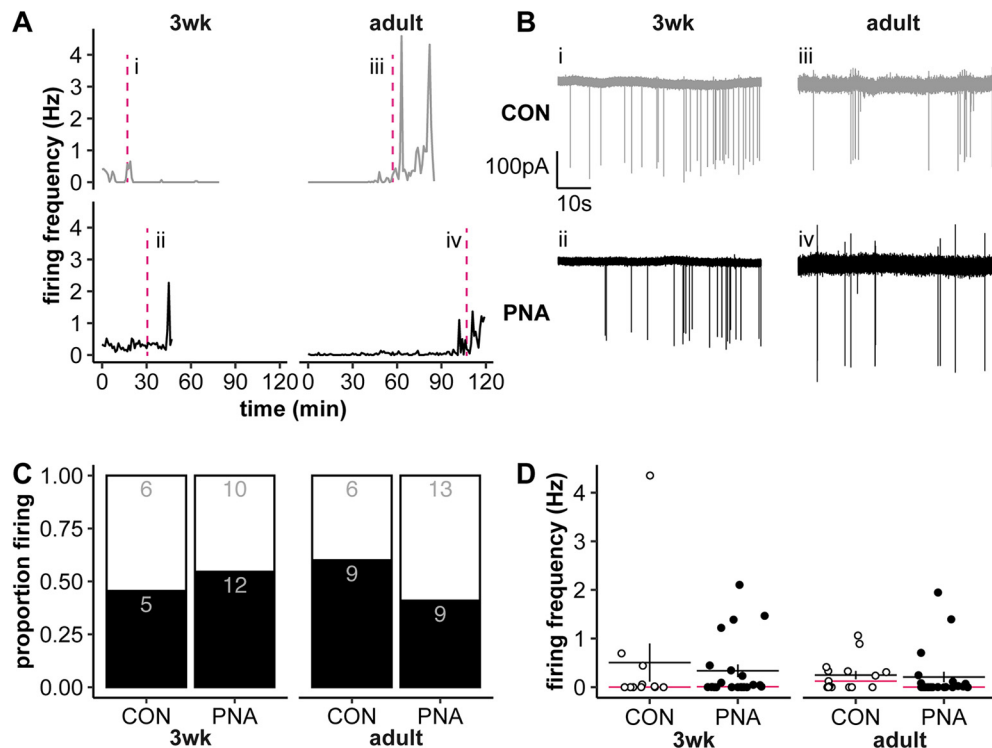 A 3wk adult
firing frequency (Hz)
4
3
2
1
0
i
iii
4
3
2
1
0
ii
iv
0 30 60 90 120 0 30 60 90 120
time (min)
B 3wk adult
i
iii
CON
100pA
10s
ii
iv
PNA
C
proportion firing
1.00
0.75
0.50
0.25
0.00
6 10 6 13
5 12 9 9
CON PNA CON PNA
3wk adult
D
firing frequency (Hz)
4
3
2
1
0
CON PNA CON PNA
3wk adult